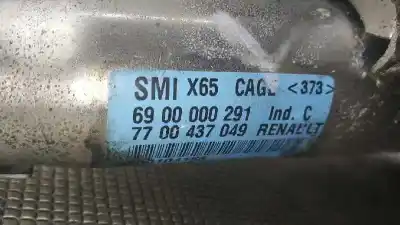 SMI X65 CAGE <373>
69 00 000 291 Ind. C
77 00 437 049 RENAULT